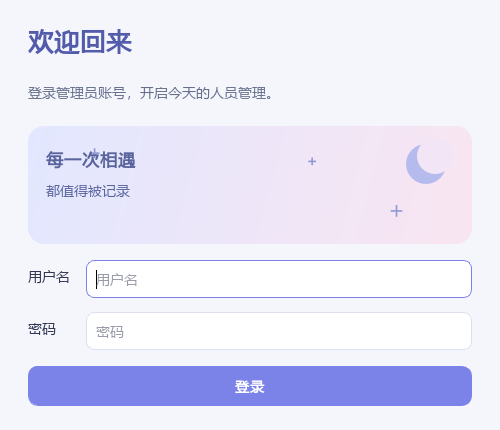 欢迎回来
登录管理员账号，开启今天的人员管理。
每一次相遇
都值得被记录
用户名 用户名
密码 密码
登录